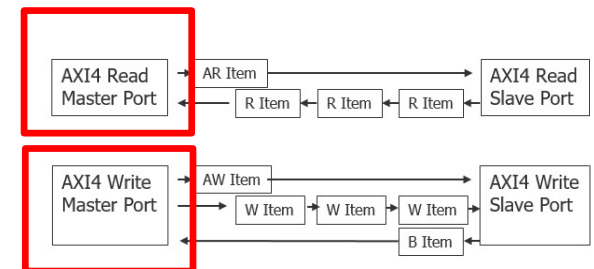 AXI4 Read
Master Port
AR Item
R Item
R Item
R Item
AXI4 Read
Slave Port
AXI4 Write
Master Port
AW Item
W Item
W Item
W Item
B Item
AXI4 Write
Slave Port